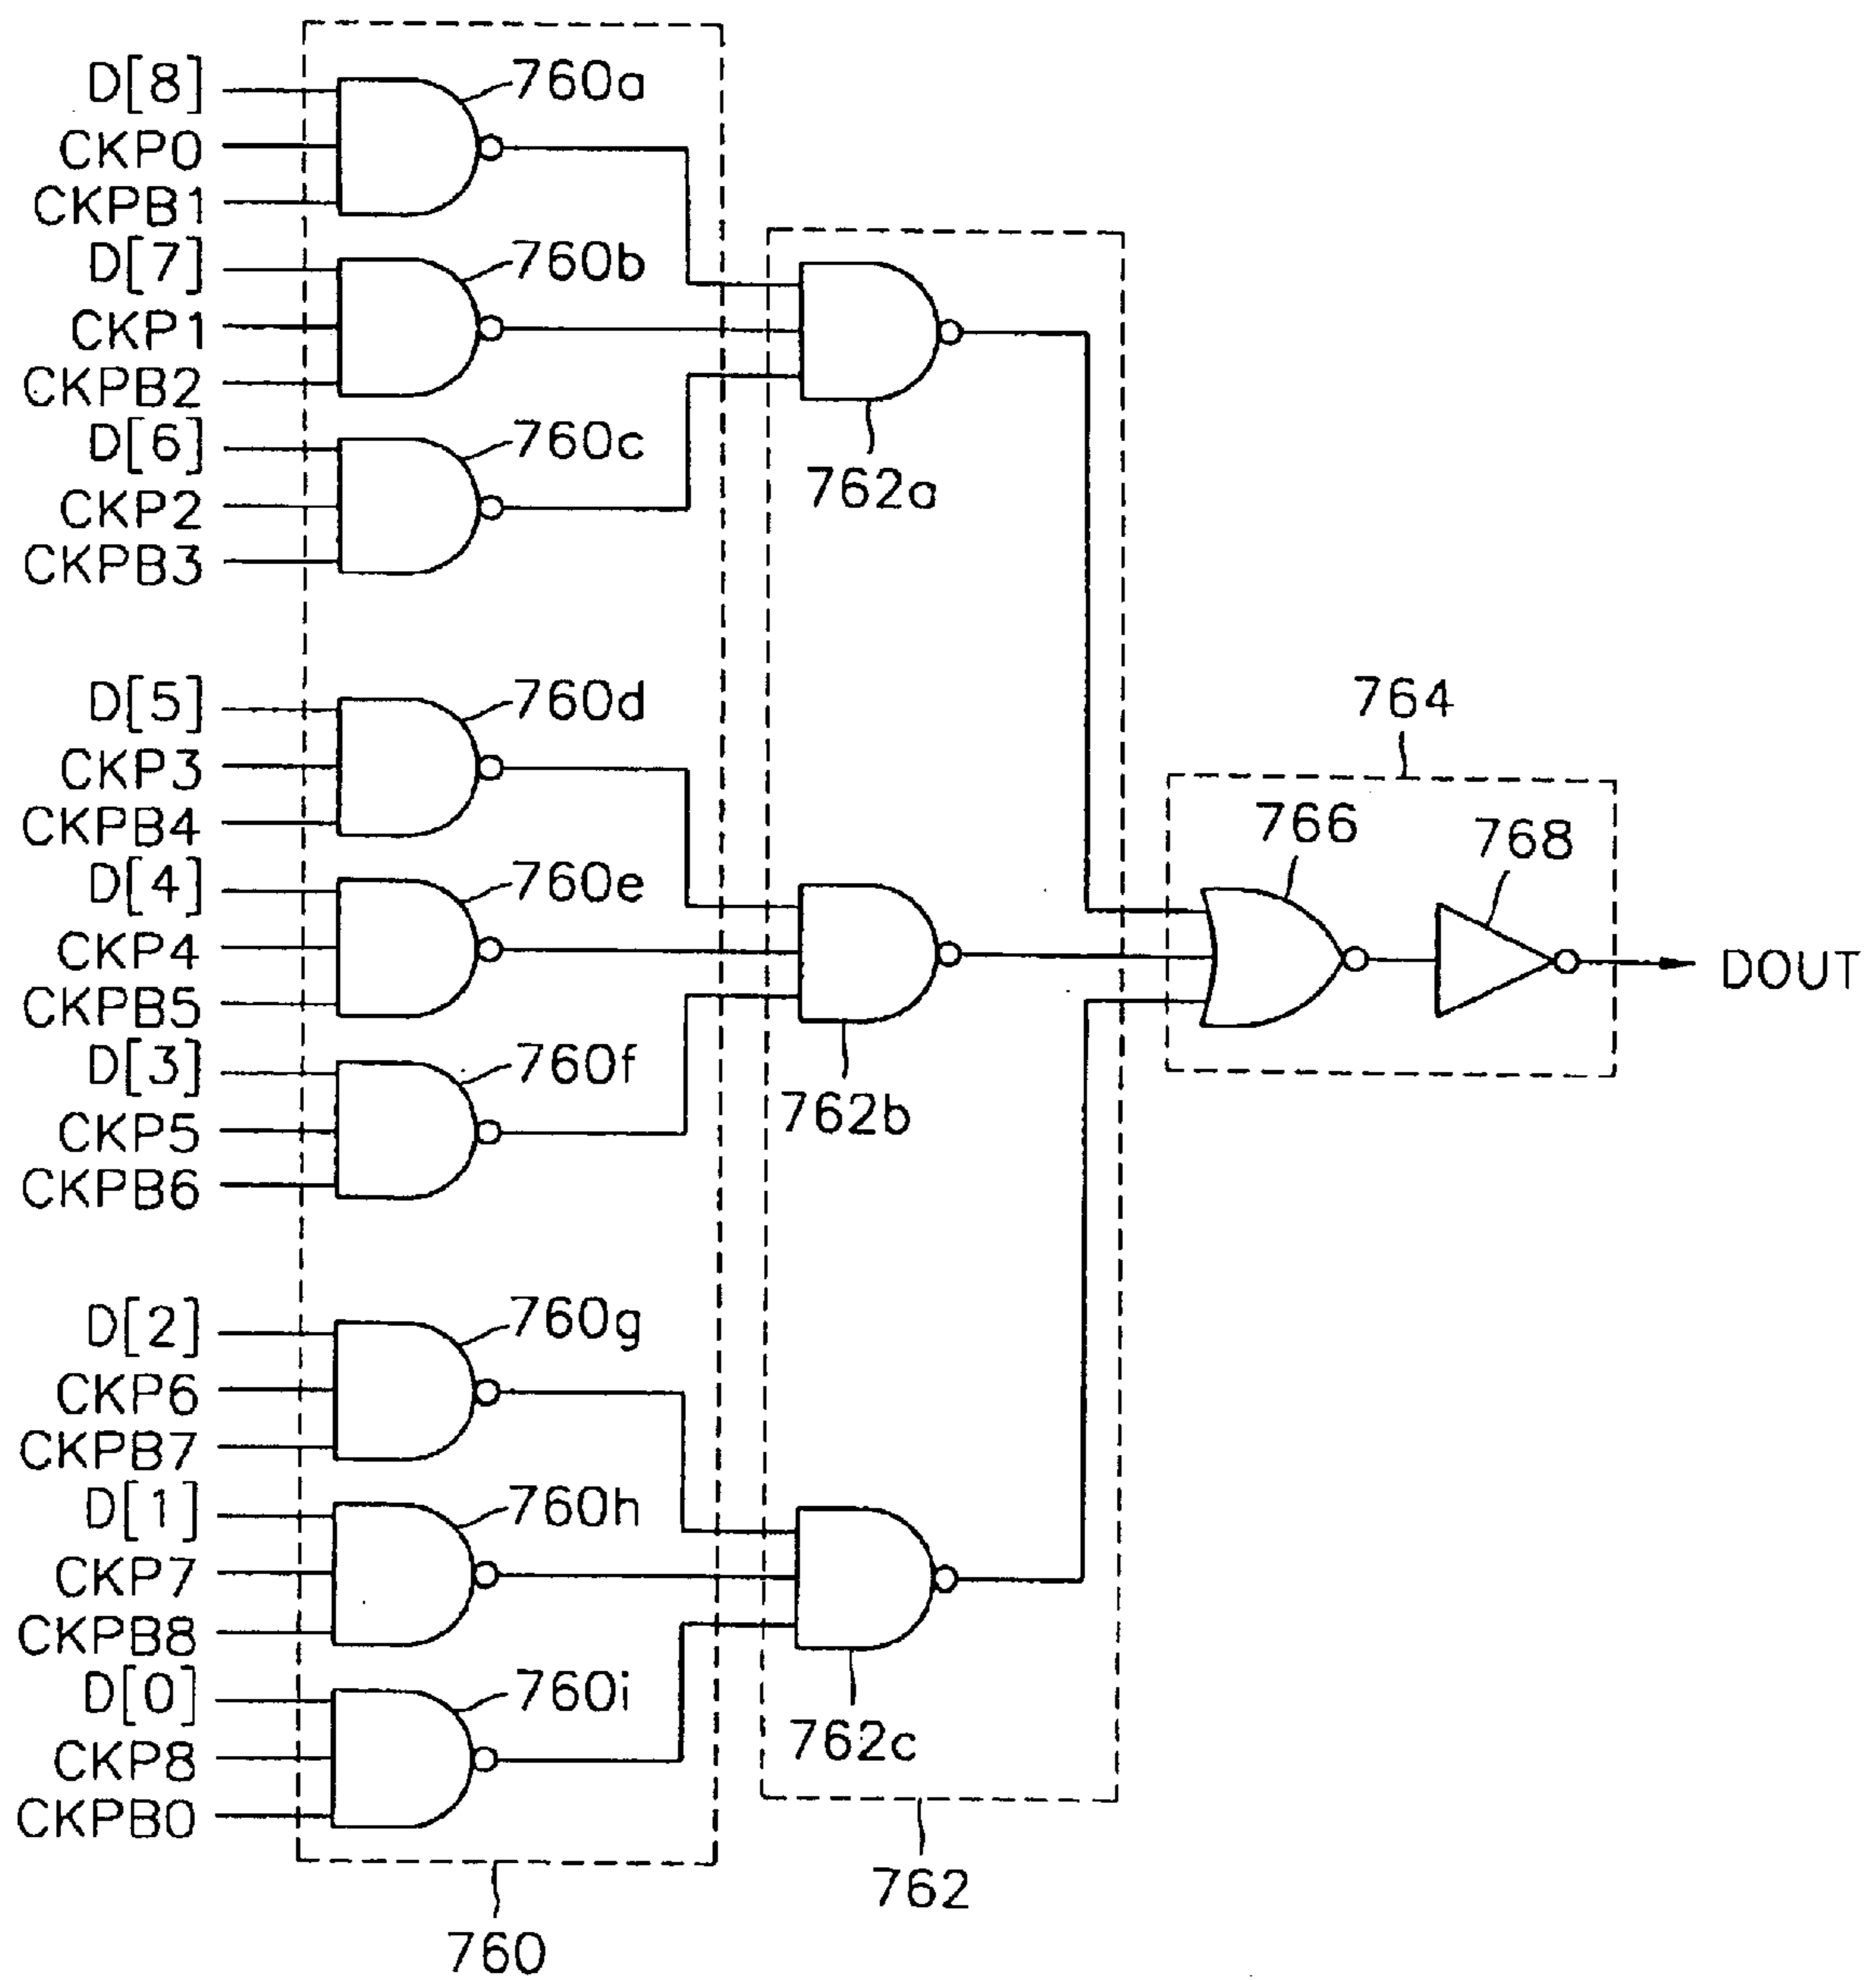 D[8]
CKP0
CKPB1
760a
D[7]
CKP1
CKPB2
760b
D[6]
CKP2
CKPB3
760c
762a
D[5]
CKP3
CKPB4
760d
D[4]
CKP4
CKPB5
760e
D[3]
CKP5
CKPB6
760f
762b
764
766
768
DOUT
D[2]
CKP6
CKPB7
760g
D[1]
CKP7
CKPB8
760h
D[0]
CKP8
CKPB0
760i
762c
762
760